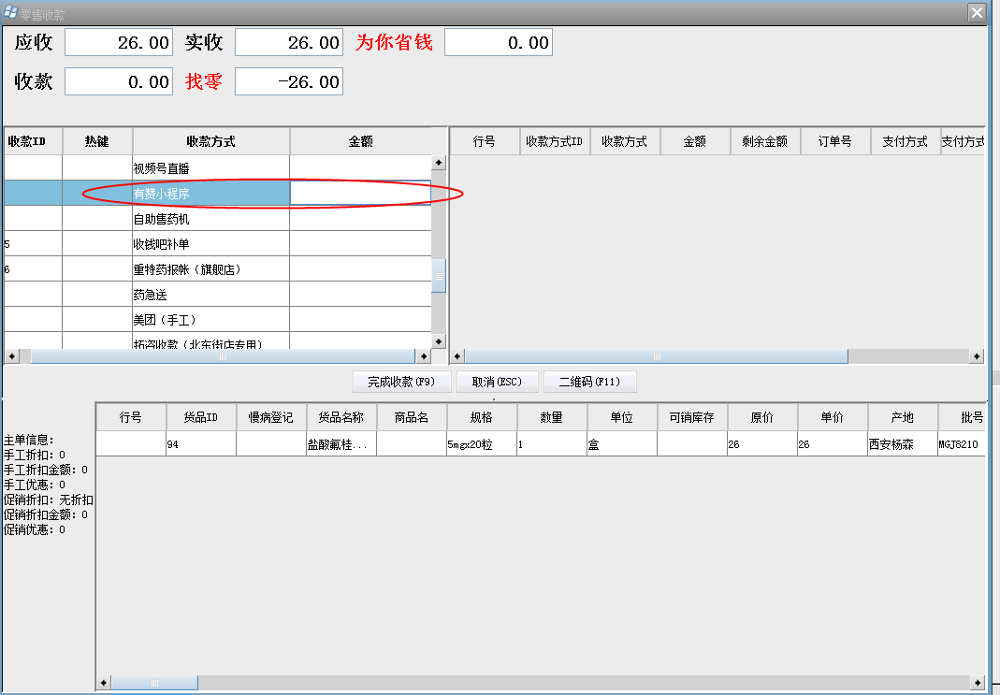 零售收款
应收 26.00 实收 26.00 为你省钱 0.00
收款 0.00 找零 -26.00
收款ID 热键 收款方式 金额
视频号直播
有赞小程序
自助售药机
5 收钱吧补单
6 重特药报帐（旗舰店）
药急送
美团（手工）
拓咨收款（北东街店专用）
行号 收款方式ID 收款方式 金额 剩余金额 订单号 支付方式 支付方式
完成收款(F9) 取消(ESC) 二维码(F11)
主单信息:
手工折扣: 0
手工折扣金额: 0
手工优惠: 0
促销折扣: 无折扣
促销折扣金额: 0
促销优惠: 0
行号 货品ID 慢病登记 货品名称 商品名 规格 数量 单位 可销库存 原价 单价 产地 批号
94 盐酸氟桂... 5mgx20粒 1 盒 26 26 西安杨森 MGJ8210